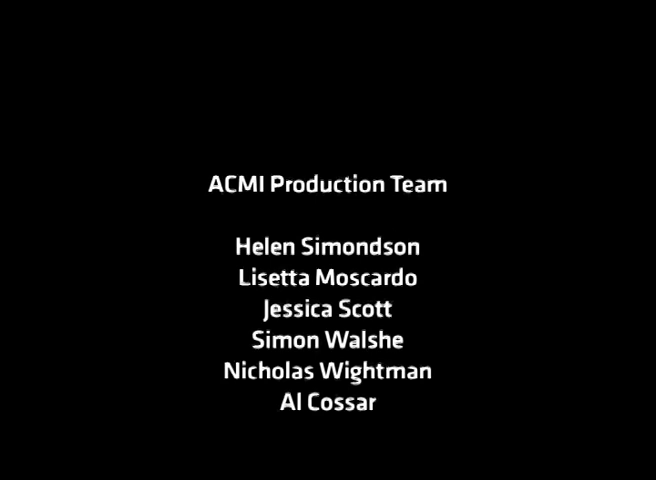 ACMI Production Team
Helen Simondson
Lisetta Moscardo
Jessica Scott
Simon Walshe
Nicholas Wightman
Al Cossar